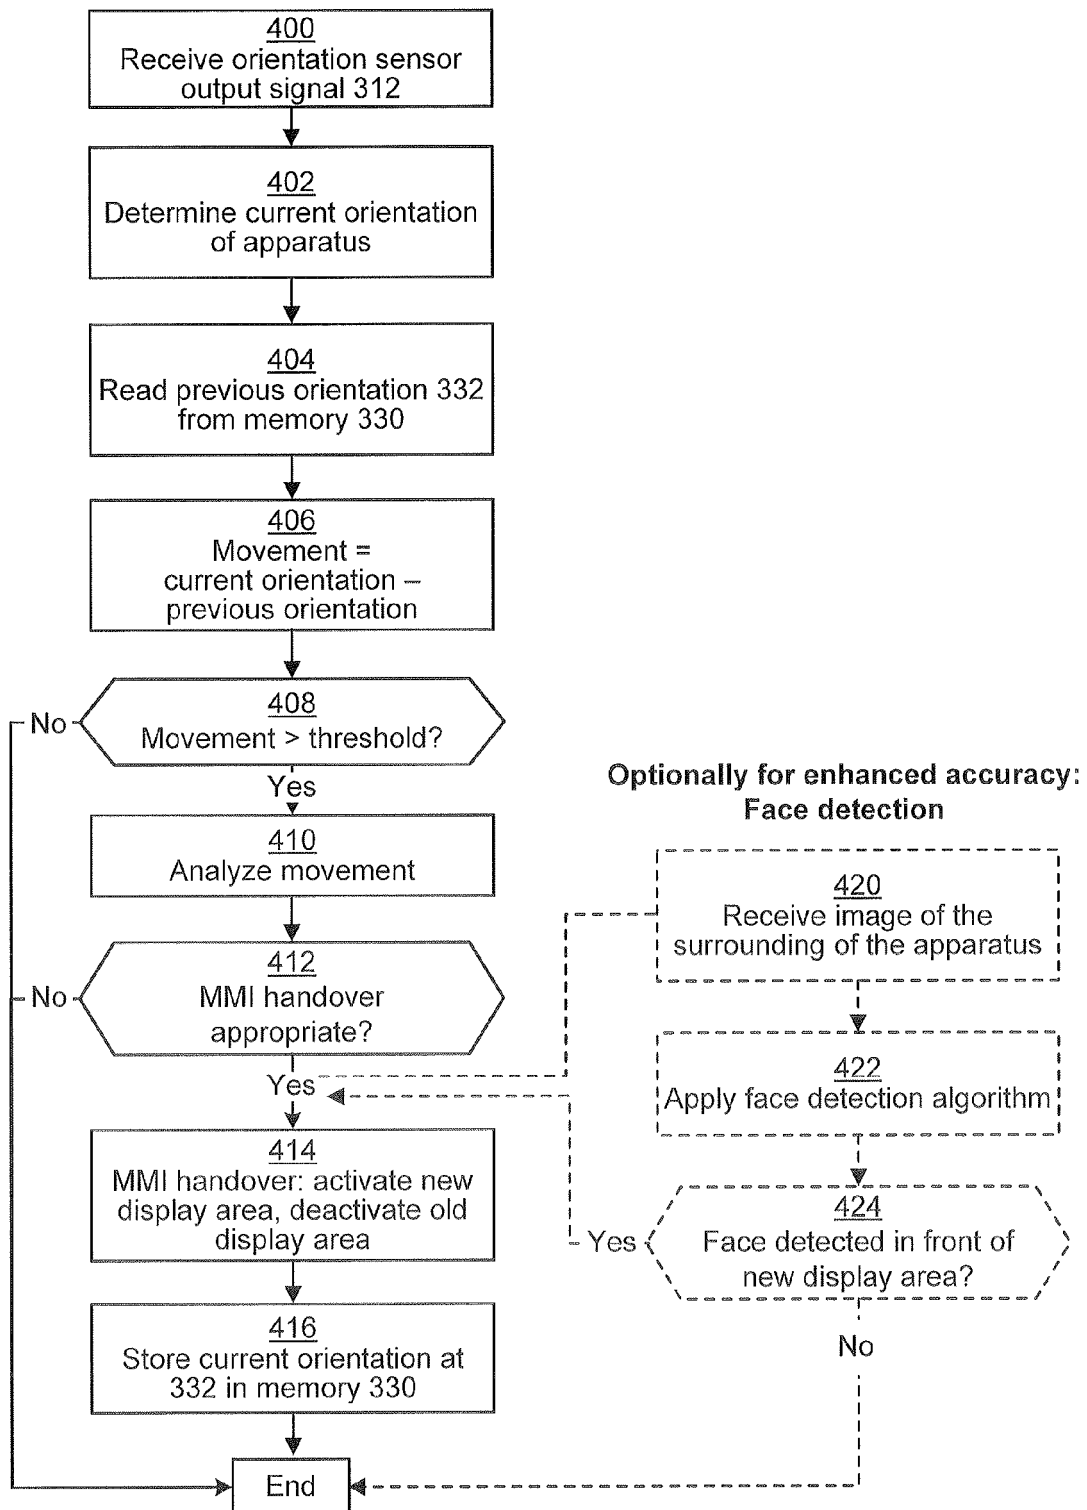 400
Receive orientation sensor
output signal 312
402
Determine current orientation
of apparatus
404
Read previous orientation 332
from memory 330
406
Movement =
current orientation –
previous orientation
408
Movement > threshold?
No
Yes
410
Analyze movement
412
MMI handover
appropriate?
No
Yes
414
MMI handover: activate new
display area, deactivate old
display area
416
Store current orientation at
332 in memory 330
End
Optionally for enhanced accuracy:
Face detection
420
Receive image of the
surrounding of the apparatus
422
Apply face detection algorithm
424
Face detected in front of
new display area?
Yes
No